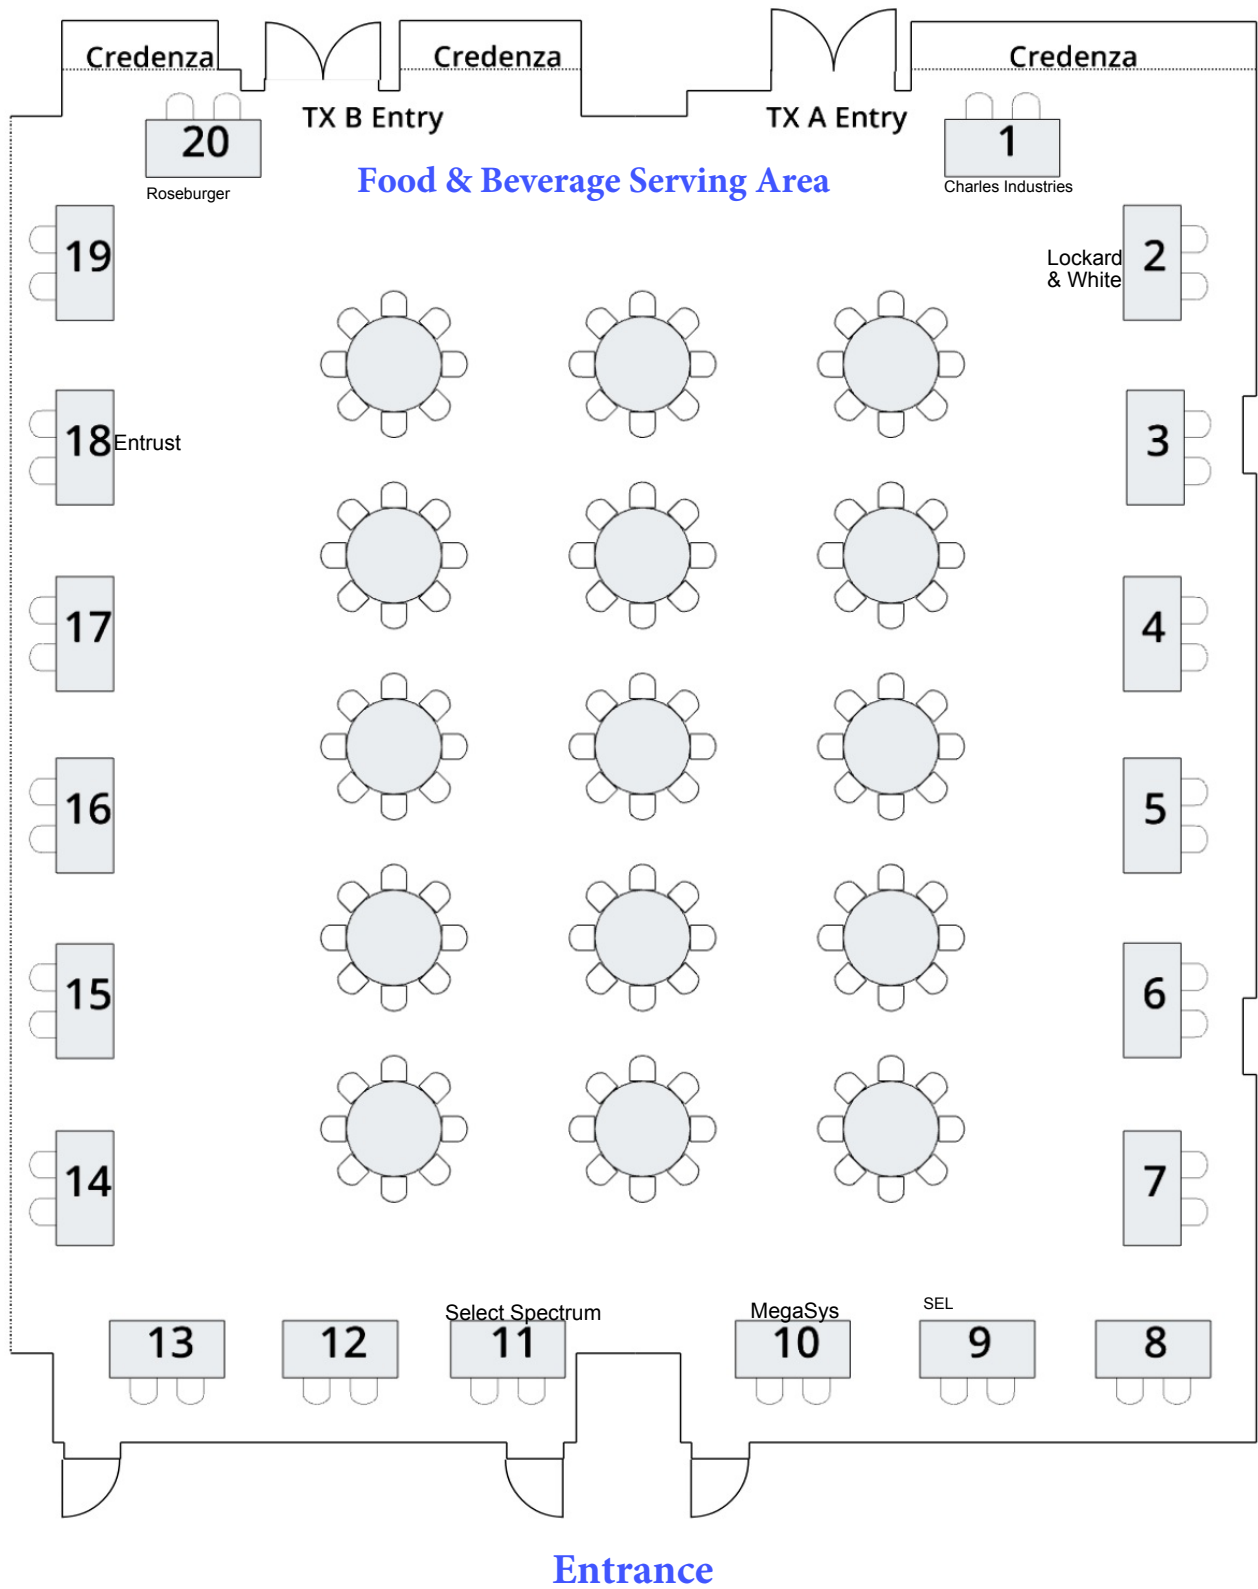 Credenza
Credenza
Credenza
TX B Entry
TX A Entry
20
1
Roseburger
Food & Beverage Serving Area
Charles Industries
19
Lockard
& White
2
18
Entrust
3
17
4
16
5
15
6
14
7
Select Spectrum
MegaSys
SEL
13
12
11
10
9
8
Entrance